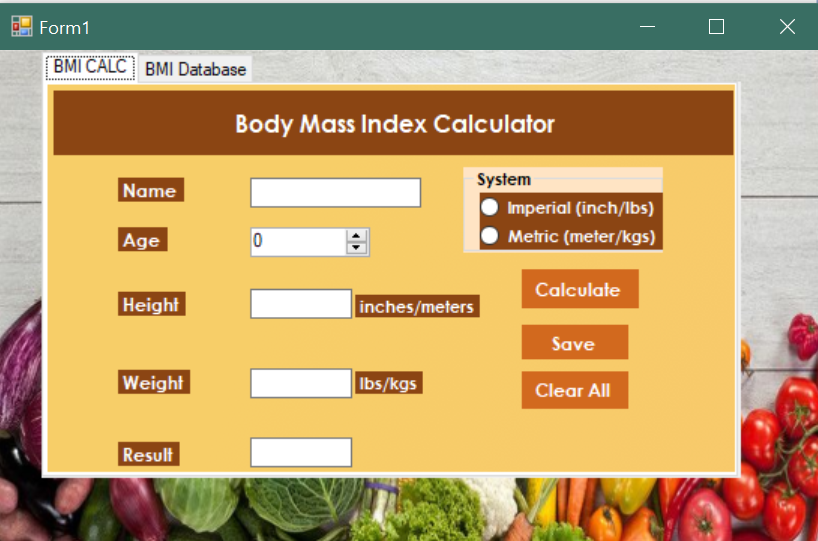 Form1
BMI CALC
BMI Database
Body Mass Index Calculator
Name
System
Imperial (inch/lbs)
Age
0
Metric (meter/kgs)
Height
inches/meters
Calculate
Save
Weight
lbs/kgs
Clear All
Result